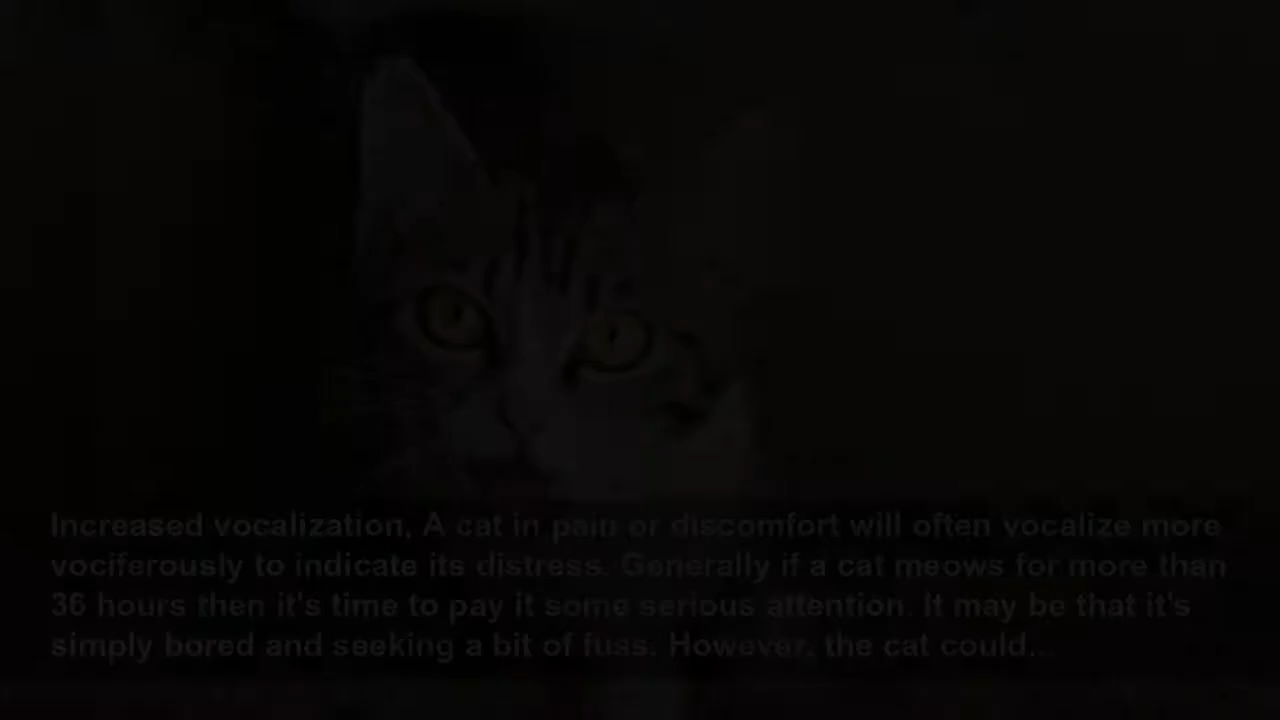 Increased vocalization, A cat in pain or discomfort will often vocalize more
vociferously to indicate its distress. Generally if a cat meows for more than
36 hours then it's time to pay it some serious attention. It may be that it's
simply bored and seeking a bit of fuss. However, the cat could...